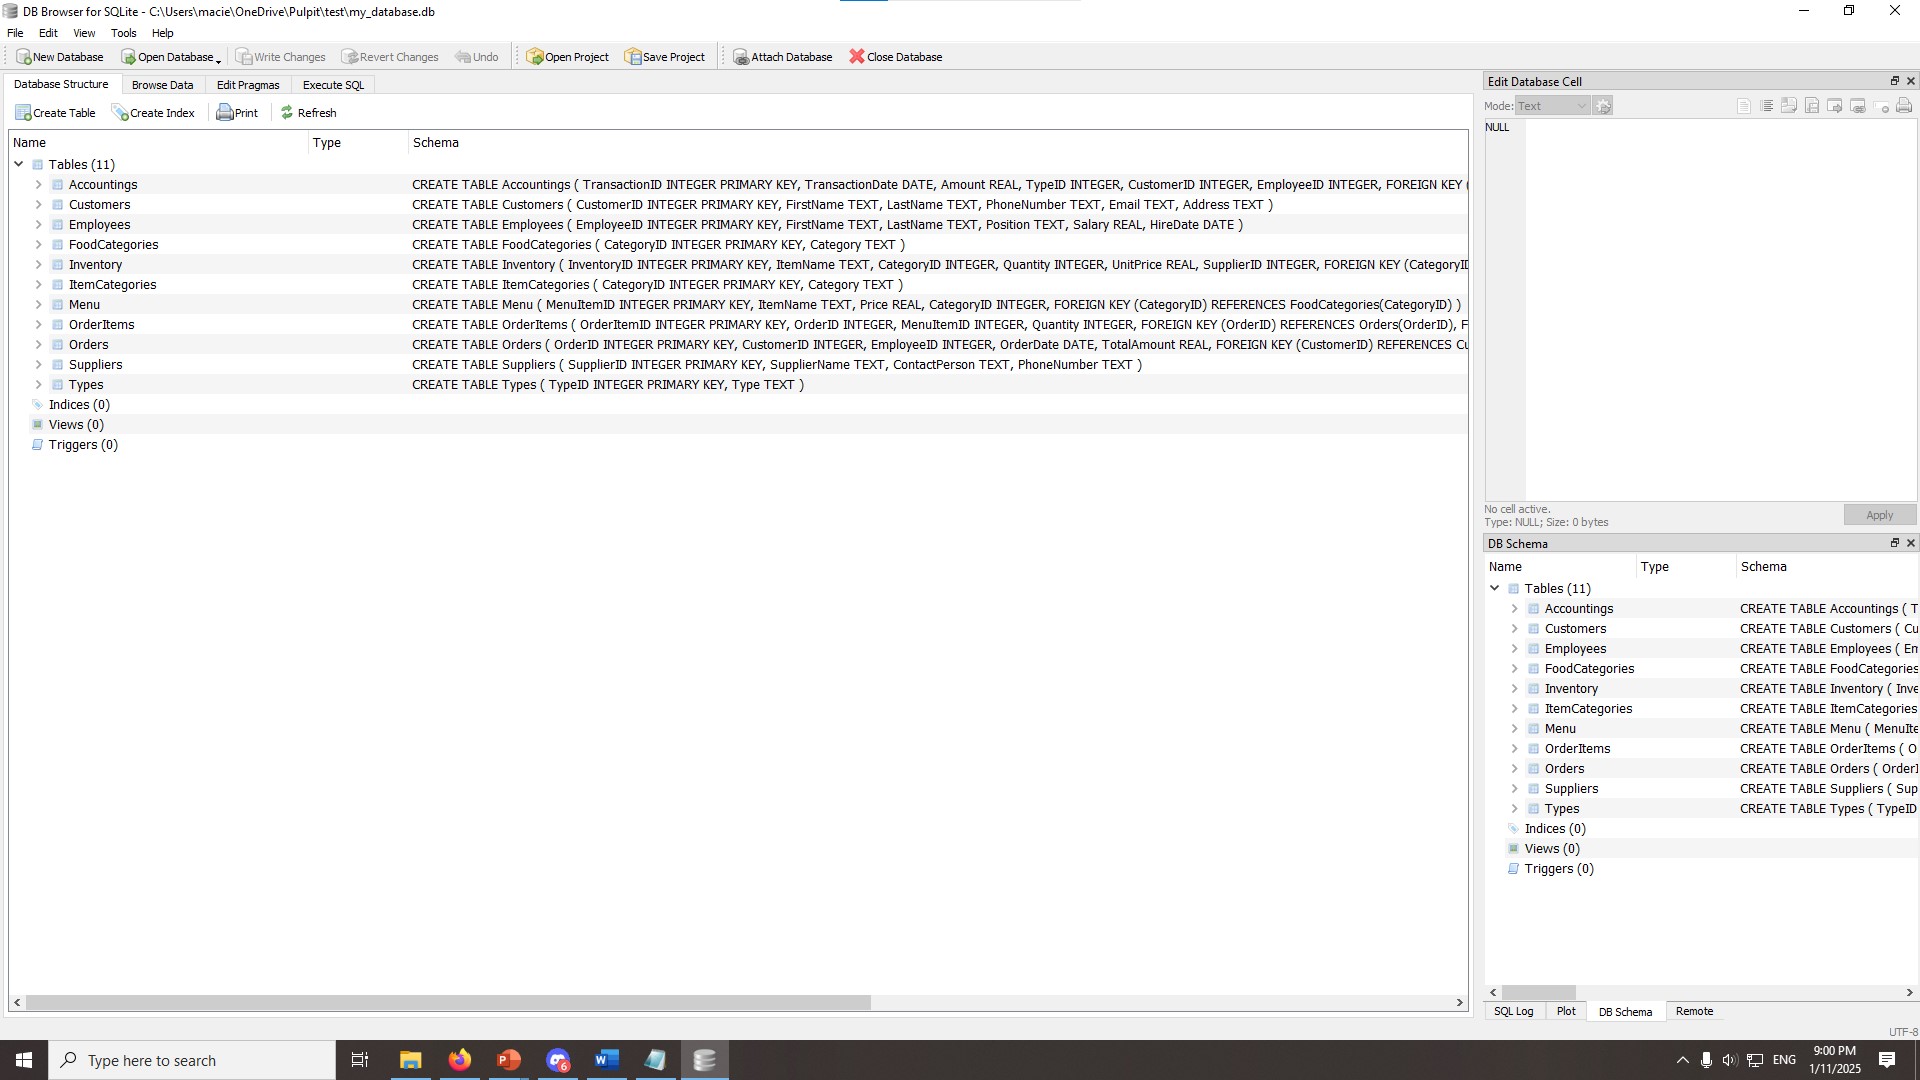 DB Browser for SQLite - C:\Users\macie\OneDrive\Pulpit\test\my_database.db
File Edit View Tools Help
New Database Open Database Write Changes Revert Changes Undo Open Project Save Project Attach Database Close Database
Database Structure Browse Data Edit Pragmas Execute SQL
Create Table Create Index Print Refresh
Name Type Schema
Tables (11)
Accountings CREATE TABLE Accountings ( TransactionID INTEGER PRIMARY KEY, TransactionDate DATE, Amount REAL, TypeID INTEGER, CustomerID INTEGER, EmployeeID INTEGER, FOREIGN KEY (
Customers CREATE TABLE Customers ( CustomerID INTEGER PRIMARY KEY, FirstName TEXT, LastName TEXT, PhoneNumber TEXT, Email TEXT, Address TEXT )
Employees CREATE TABLE Employees ( EmployeeID INTEGER PRIMARY KEY, FirstName TEXT, LastName TEXT, Position TEXT, Salary REAL, HireDate DATE )
FoodCategories CREATE TABLE FoodCategories ( CategoryID INTEGER PRIMARY KEY, Category TEXT )
Inventory CREATE TABLE Inventory ( InventoryID INTEGER PRIMARY KEY, ItemName TEXT, CategoryID INTEGER, Quantity INTEGER, UnitPrice REAL, SupplierID INTEGER, FOREIGN KEY (CategoryID
ItemCategories CREATE TABLE ItemCategories ( CategoryID INTEGER PRIMARY KEY, Category TEXT )
Menu CREATE TABLE Menu ( MenuItemID INTEGER PRIMARY KEY, ItemName TEXT, Price REAL, CategoryID INTEGER, FOREIGN KEY (CategoryID) REFERENCES FoodCategories(CategoryID) )
OrderItems CREATE TABLE OrderItems ( OrderItemID INTEGER PRIMARY KEY, OrderID INTEGER, MenuItemID INTEGER, Quantity INTEGER, FOREIGN KEY (OrderID) REFERENCES Orders(OrderID), F
Orders CREATE TABLE Orders ( OrderID INTEGER PRIMARY KEY, CustomerID INTEGER, EmployeeID INTEGER, OrderDate DATE, TotalAmount REAL, FOREIGN KEY (CustomerID) REFERENCES Cu
Suppliers CREATE TABLE Suppliers ( SupplierID INTEGER PRIMARY KEY, SupplierName TEXT, ContactPerson TEXT, PhoneNumber TEXT )
Types CREATE TABLE Types ( TypeID INTEGER PRIMARY KEY, Type TEXT )
Indices (0)
Views (0)
Triggers (0)
Edit Database Cell
Mode: Text
NULL
No cell active.
Type: NULL; Size: 0 bytes
Apply
DB Schema
Name Type Schema
Tables (11)
Accountings CREATE TABLE Accountings ( T
Customers CREATE TABLE Customers ( Cu
Employees CREATE TABLE Employees ( Em
FoodCategories CREATE TABLE FoodCategories
Inventory CREATE TABLE Inventory ( Inve
ItemCategories CREATE TABLE ItemCategories
Menu CREATE TABLE Menu ( MenuIte
OrderItems CREATE TABLE OrderItems ( O
Orders CREATE TABLE Orders ( OrderI
Suppliers CREATE TABLE Suppliers ( Sup
Types CREATE TABLE Types ( TypeID
Indices (0)
Views (0)
Triggers (0)
SQL Log Plot DB Schema Remote
UTF-8
Type here to search
6
ENG
9:00 PM
1/11/2025